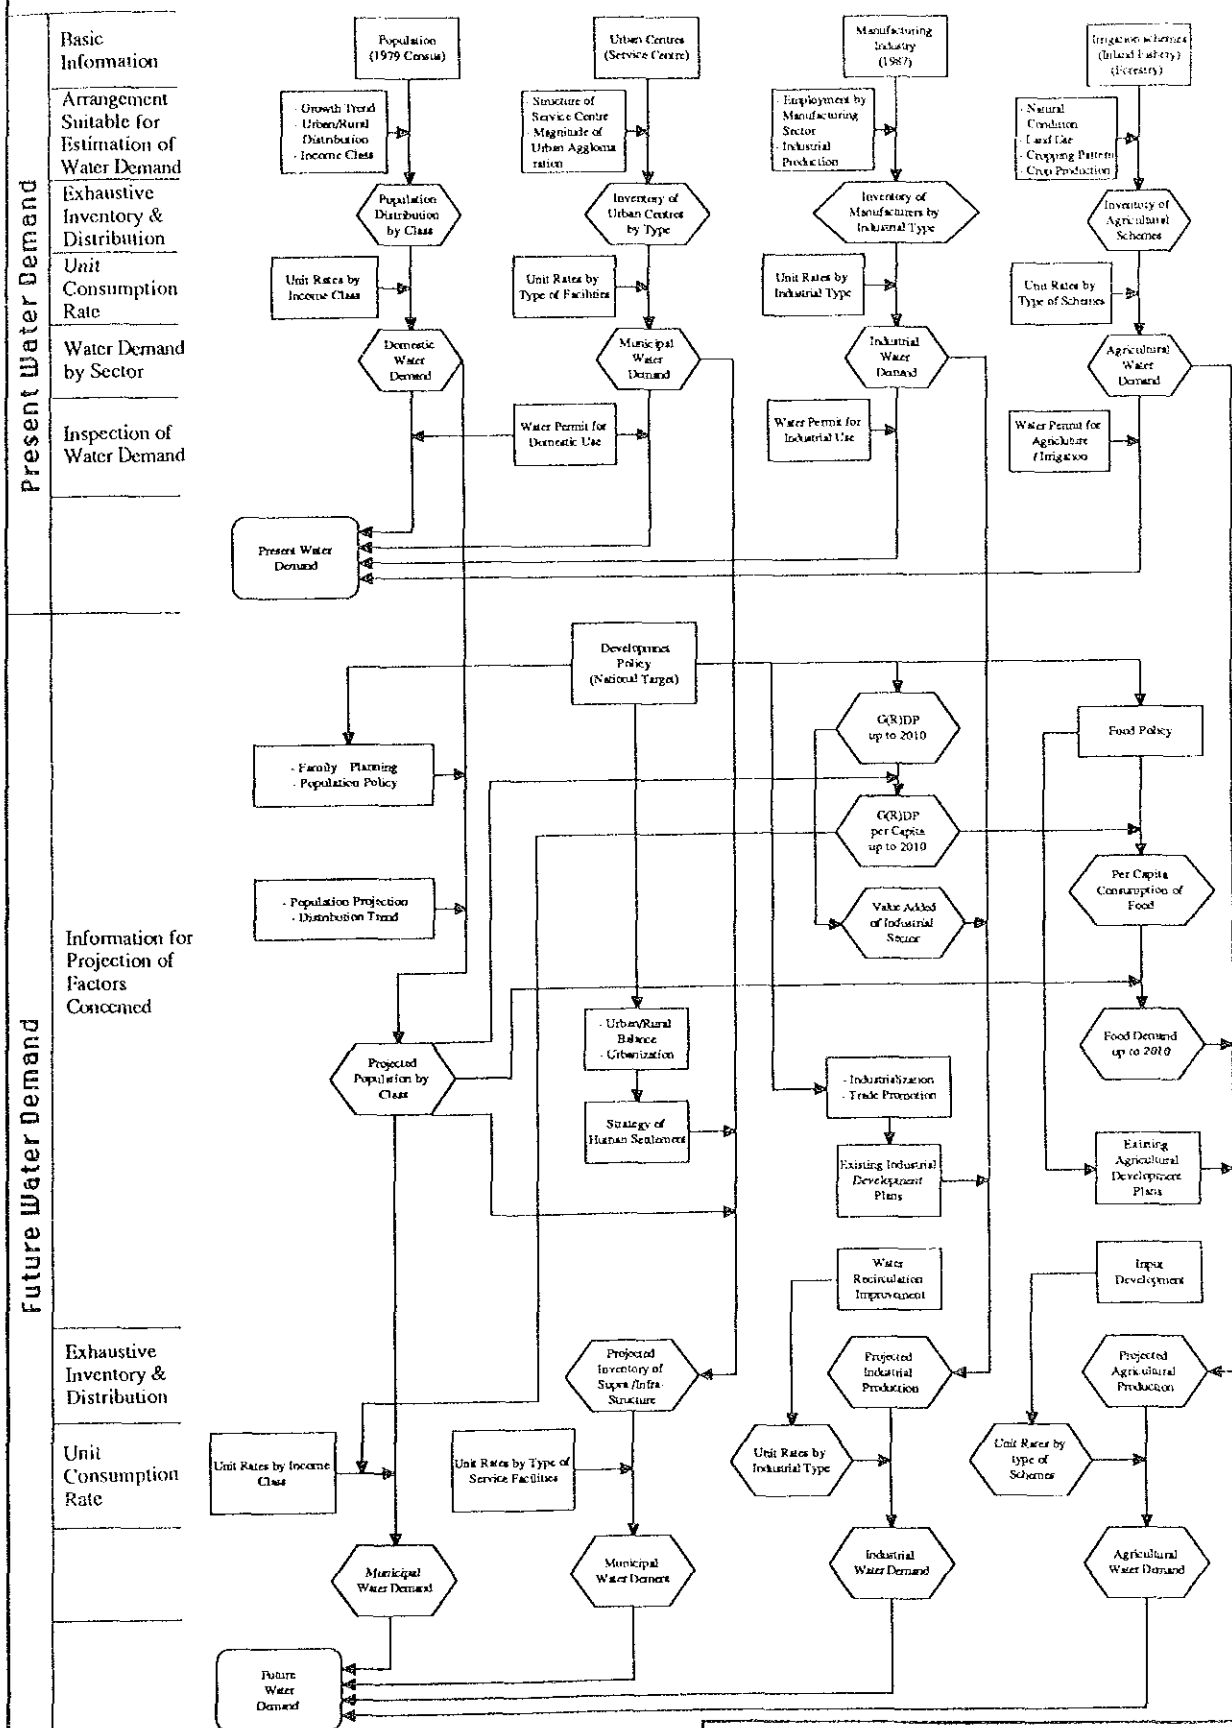 Present Water Demand
Basic
Information
Population
(1979 Census)
Urban Centres
(Service Centre)
Manufacturing
Industry
(1987)
Irrigation schemes
(Inland Fishery)
(Forestry)
Arrangement
Suitable for
Estimation of
Water Demand
- Growth Trend
- Urban/Rural
Distribution
- Income Class
- Structure of
Service Centre
- Magnitude of
Urban Aggloma
ration
- Employment by
Manufacturing
Sector
- Industrial
Production
- Natural
Condition
- Land Use
- Cropping Pattern
- Crop Production
Exhaustive
Inventory &
Distribution
Population
Distribution
by Class
Inventory of
Urban Centres
by Type
Inventory of
Manufacturers by
Industrial Type
Inventory of
Agricultural
Schemes
Unit
Consumption
Rate
Unit Rates by
Income Class
Unit Rates by
Type of Facilities
Unit Rates by
Industrial Type
Unit Rates by
Type of Schemes
Water Demand
by Sector
Domestic
Water
Demand
Municipal
Water
Demand
Industrial
Water
Demand
Agricultural
Water
Demand
Inspection of
Water Demand
Water Permit for
Domestic Use
Water Permit for
Industrial Use
Water Permit for
Agriculture
/ Irrigation
Present Water
Demand
Future Water Demand
Information for
Projection of
Factors
Concerned
Developmnet
Policy
(National Target)
G(R)DP
up to 2010
Food Policy
- Family Planning
- Population Policy
G(R)DP
per Capita
up to 2010
Per Capita
Consumption of
Food
- Population Projection
- Distribution Trend
Value Added
of Industrial
Sector
- Urban/Rural
Balance
- Urbanization
Food Demand
up to 2010
Projected
Population by
Class
- Industrialization
- Trade Promotion
Strategy of
Human Settlement
Existing Industrial
Development
Plans
Existing
Agricultural
Development
Plans
Water
Recirculation
Improvement
Input
Development
Exhaustive
Inventory &
Distribution
Projected
Inventory of
Supra /Infra-
Structure
Projected
Industrial
Production
Projected
Agricultural
Production
Unit
Consumption
Rate
Unit Rates by Income
Class
Unit Rates by Type of
Service Facilities
Unit Rates by
Industrial Type
Unit Rates by
type of
Schemes
Municipal
Water Demand
Municipal
Water Dement
Industrial
Water Demand
Agricultural
Water Demand
Future
Water
Demand